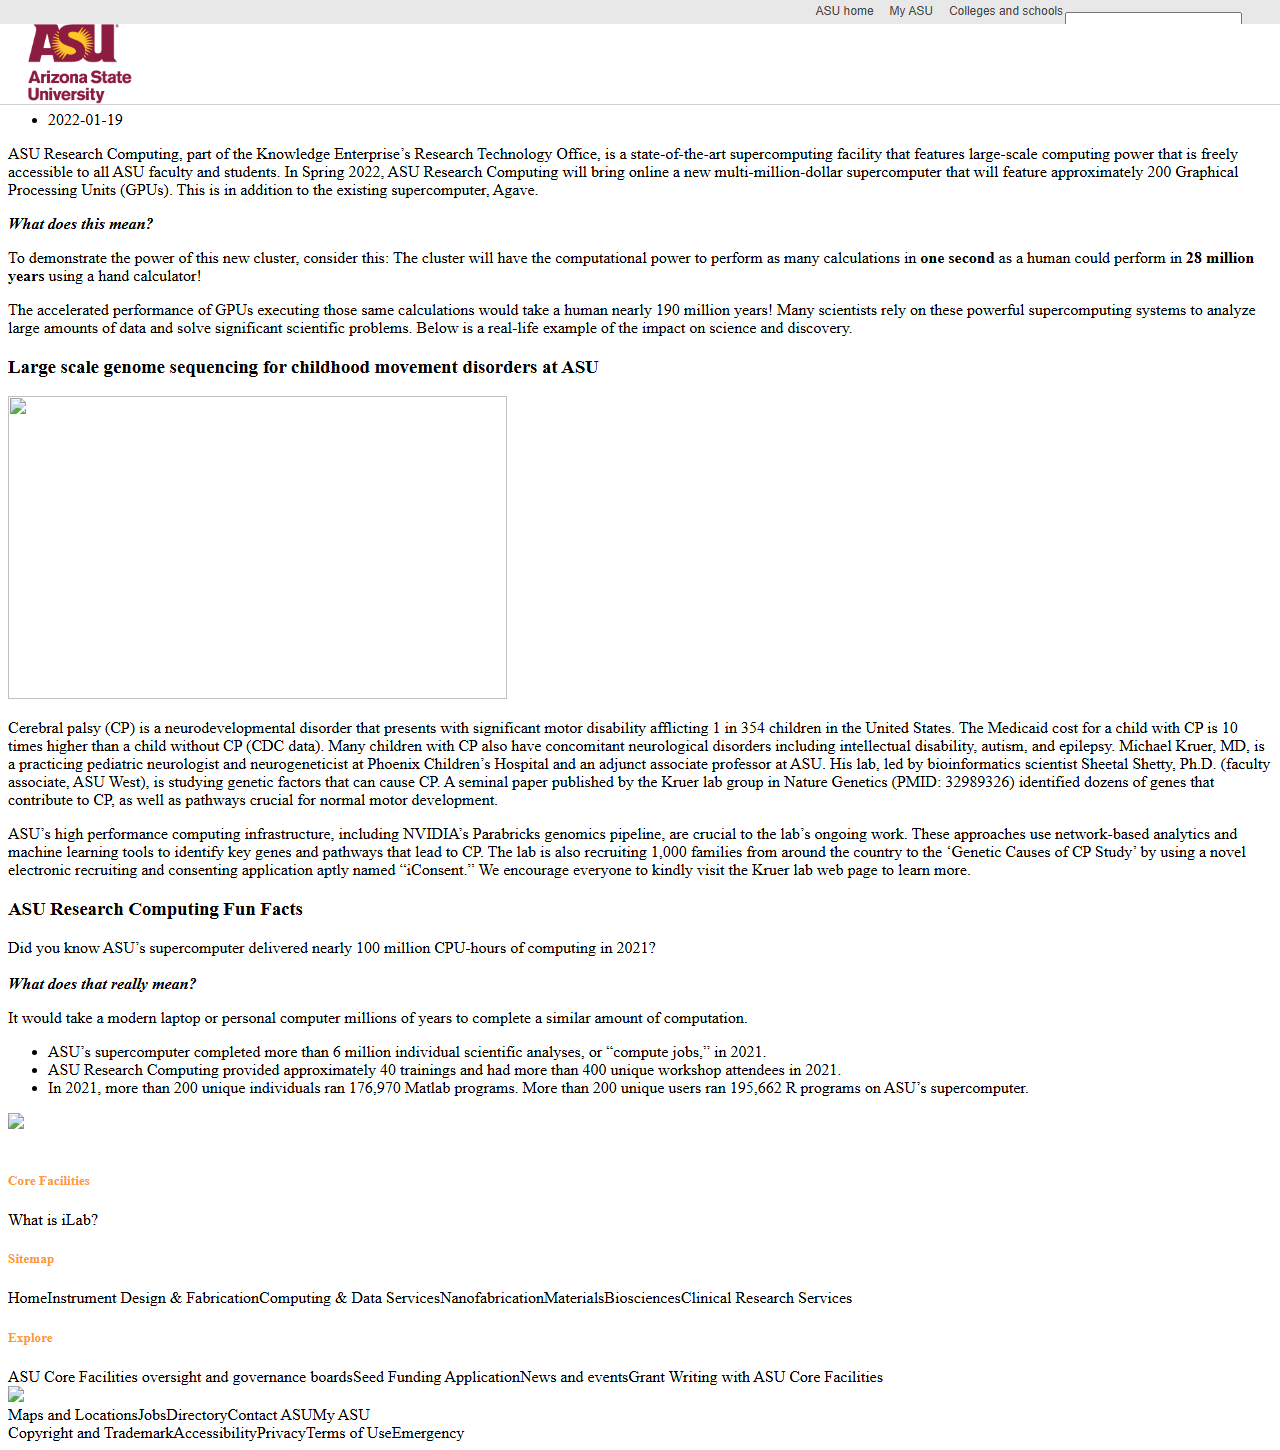 ASU home My ASU Colleges and schools
ASU
Arizona State
University
2022-01-19
ASU Research Computing, part of the Knowledge Enterprise’s Research Technology Office, is a state-of-the-art supercomputing facility that features large-scale computing power that is freely
accessible to all ASU faculty and students. In Spring 2022, ASU Research Computing will bring online a new multi-million-dollar supercomputer that will feature approximately 200 Graphical
Processing Units (GPUs). This is in addition to the existing supercomputer, Agave.
What does this mean?
To demonstrate the power of this new cluster, consider this: The cluster will have the computational power to perform as many calculations in one second as a human could perform in 28 million
years using a hand calculator!
The accelerated performance of GPUs executing those same calculations would take a human nearly 190 million years! Many scientists rely on these powerful supercomputing systems to analyze
large amounts of data and solve significant scientific problems. Below is a real-life example of the impact on science and discovery.
Large scale genome sequencing for childhood movement disorders at ASU
Cerebral palsy (CP) is a neurodevelopmental disorder that presents with significant motor disability afflicting 1 in 354 children in the United States. The Medicaid cost for a child with CP is 10
times higher than a child without CP (CDC data). Many children with CP also have concomitant neurological disorders including intellectual disability, autism, and epilepsy. Michael Kruer, MD, is
a practicing pediatric neurologist and neurogeneticist at Phoenix Children’s Hospital and an adjunct associate professor at ASU. His lab, led by bioinformatics scientist Sheetal Shetty, Ph.D. (faculty
associate, ASU West), is studying genetic factors that can cause CP. A seminal paper published by the Kruer lab group in Nature Genetics (PMID: 32989326) identified dozens of genes that
contribute to CP, as well as pathways crucial for normal motor development.
ASU’s high performance computing infrastructure, including NVIDIA’s Parabricks genomics pipeline, are crucial to the lab’s ongoing work. These approaches use network-based analytics and
machine learning tools to identify key genes and pathways that lead to CP. The lab is also recruiting 1,000 families from around the country to the ‘Genetic Causes of CP Study’ by using a novel
electronic recruiting and consenting application aptly named “iConsent.” We encourage everyone to kindly visit the Kruer lab web page to learn more.
ASU Research Computing Fun Facts
Did you know ASU’s supercomputer delivered nearly 100 million CPU-hours of computing in 2021?
What does that really mean?
It would take a modern laptop or personal computer millions of years to complete a similar amount of computation.
ASU’s supercomputer completed more than 6 million individual scientific analyses, or “compute jobs,” in 2021.
ASU Research Computing provided approximately 40 trainings and had more than 400 unique workshop attendees in 2021.
In 2021, more than 200 unique individuals ran 176,970 Matlab programs. More than 200 unique users ran 195,662 R programs on ASU’s supercomputer.
Core Facilities
What is iLab?
Sitemap
HomeInstrument Design & FabricationComputing & Data ServicesNanofabricationMaterialsBiosciencesClinical Research Services
Explore
ASU Core Facilities oversight and governance boardsSeed Funding ApplicationNews and eventsGrant Writing with ASU Core Facilities
Maps and LocationsJobsDirectoryContact ASUMy ASU
Copyright and TrademarkAccessibilityPrivacyTerms of UseEmergency